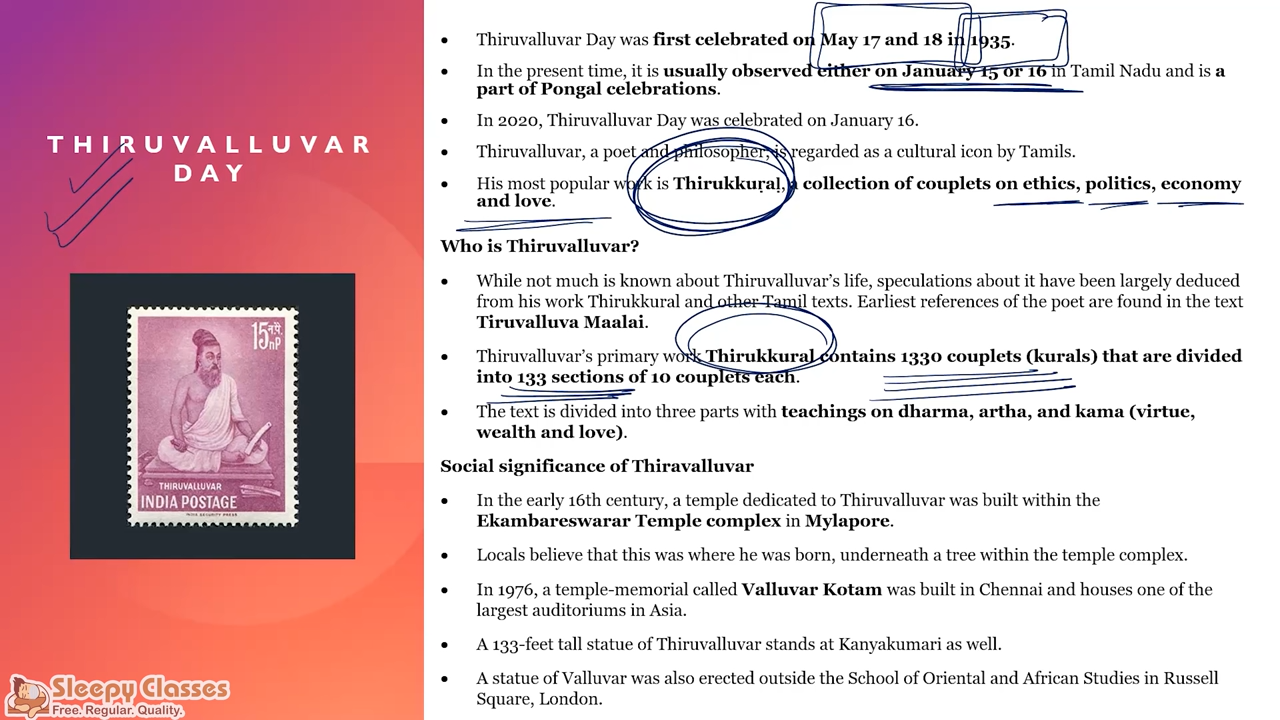 THIRUVALLUVAR
DAY
15 न.पै.
nP
THIRUVALLUVAR
INDIA POSTAGE
INDIA SECURITY PRESS
Sleepy Classes
Free. Regular. Quality.
• Thiruvalluvar Day was first celebrated on May 17 and 18 in 1935.
• In the present time, it is usually observed either on January 15 or 16 in Tamil Nadu and is a
part of Pongal celebrations.
• In 2020, Thiruvalluvar Day was celebrated on January 16.
• Thiruvalluvar, a poet and philosopher, is regarded as a cultural icon by Tamils.
• His most popular work is Thirukkuṛaḷ, a collection of couplets on ethics, politics, economy
and love.
Who is Thiruvalluvar?
• While not much is known about Thiruvalluvar’s life, speculations about it have been largely deduced
from his work Thirukkural and other Tamil texts. Earliest references of the poet are found in the text
Tiruvalluva Maalai.
• Thiruvalluvar’s primary work Thirukkural contains 1330 couplets (kurals) that are divided
into 133 sections of 10 couplets each.
• The text is divided into three parts with teachings on dharma, artha, and kama (virtue,
wealth and love).
Social significance of Thiravalluvar
• In the early 16th century, a temple dedicated to Thiruvalluvar was built within the
Ekambareswarar Temple complex in Mylapore.
• Locals believe that this was where he was born, underneath a tree within the temple complex.
• In 1976, a temple-memorial called Valluvar Kotam was built in Chennai and houses one of the
largest auditoriums in Asia.
• A 133-feet tall statue of Thiruvalluvar stands at Kanyakumari as well.
• A statue of Valluvar was also erected outside the School of Oriental and African Studies in Russell
Square, London.